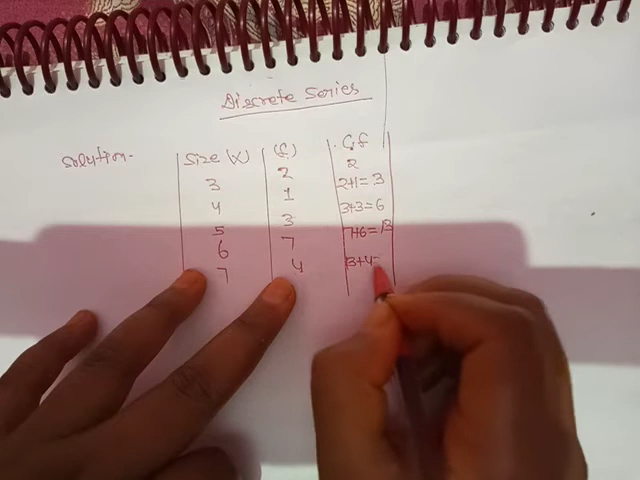 Discrete Series
Solution- Size (X) (f) C.f
3 2 2
4 1 2+1=3
5 3 3+3=6
6 7 7+6=13
7 4 13+4=